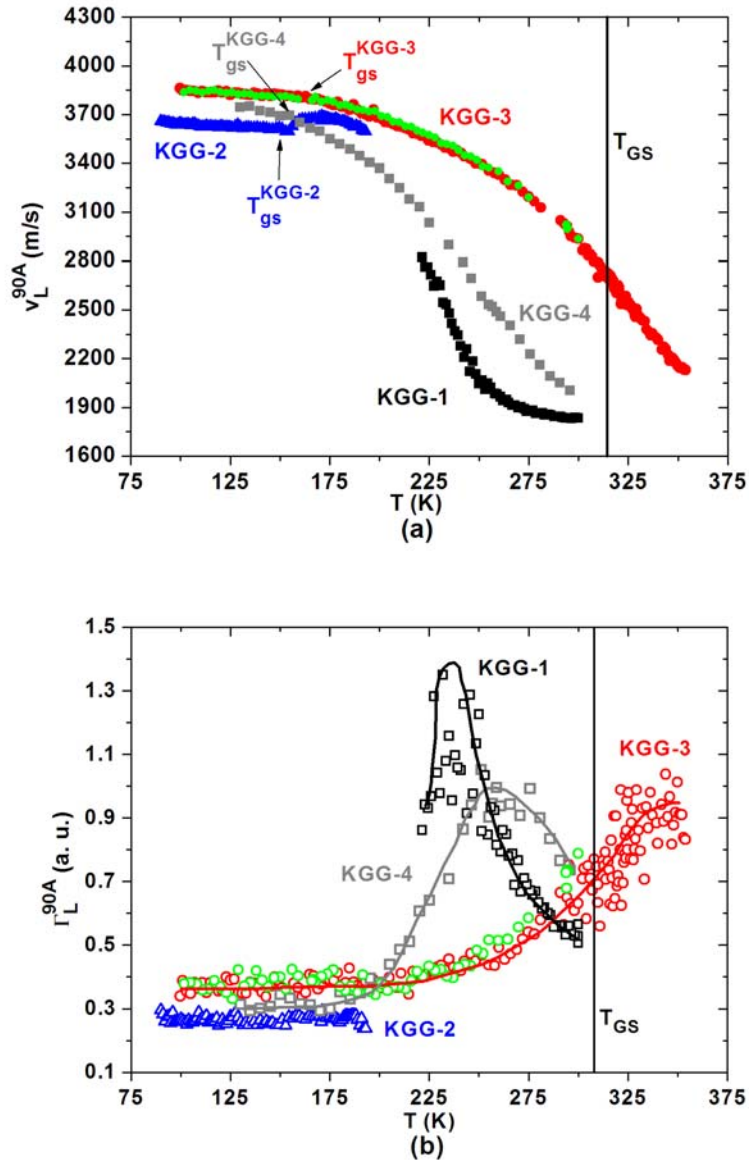 4300
4000
3700
3400
3100
2800
2500
2200
1900
1600
v_L^90A (m/s)
T_gs^KGG-4
T_gs^KGG-3
KGG-3
T_GS
KGG-2
T_gs^KGG-2
KGG-4
KGG-1
75 125 175 225 275 325 375
T (K)
(a)
1.5
1.3
1.1
0.9
0.7
0.5
0.3
0.1
Γ_L^90A (a. u.)
KGG-1
KGG-3
KGG-4
KGG-2
T_GS
75 125 175 225 275 325 375
T (K)
(b)